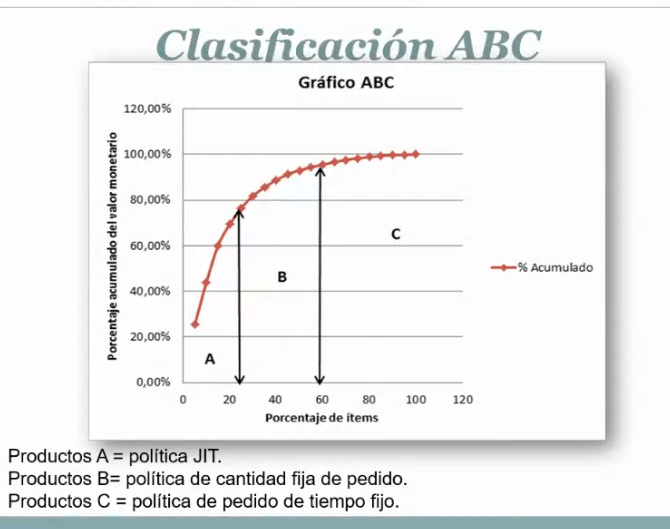 Clasificación ABC
Gráfico ABC
Porcentaje acumulado del valor monetario
120,00%
100,00%
80,00%
60,00%
40,00%
20,00%
0,00%
A
B
C
% Acumulado
0 20 40 60 80 100 120
Porcentaje de ítems
Productos A = política JIT.
Productos B= política de cantidad fija de pedido.
Productos C = política de pedido de tiempo fijo.